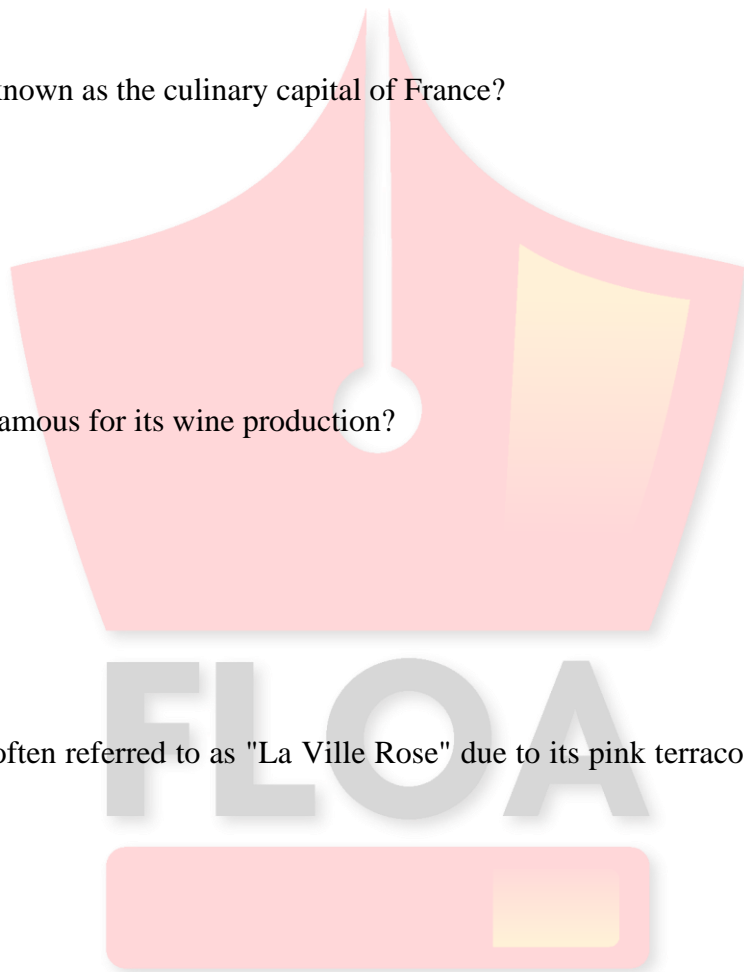 known as the culinary capital of France?
famous for its wine production?
often referred to as "La Ville Rose" due to its pink terraco
FLOA